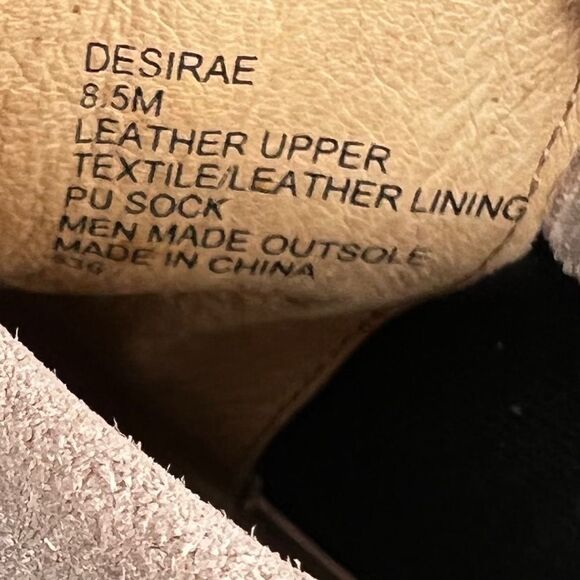 DESIRAE
8.5M
LEATHER UPPER
TEXTILE/LEATHER LINING
PU SOCK
MEN MADE OUTSOLE
MADE IN CHINA